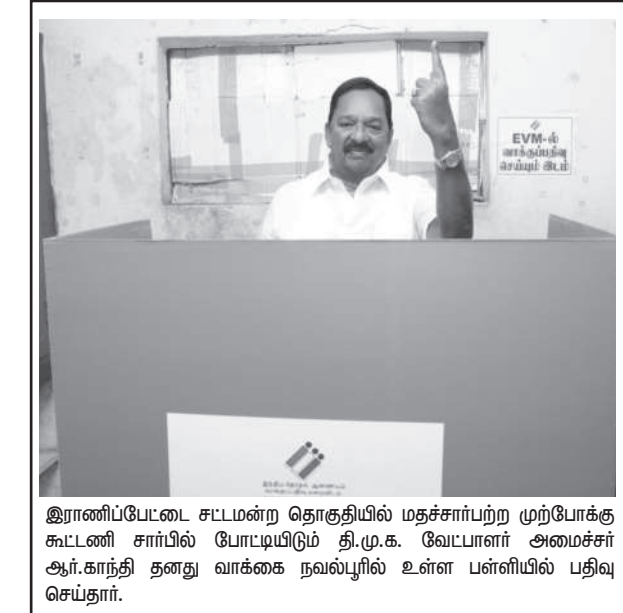 EVM-ல்
வாக்குப்பதிவு
செய்யும் இடம்
இராணிப்பேட்டை சட்டமன்ற தொகுதியில் மதச்சார்பற்ற முற்போக்கு
கூட்டணி சார்பில் போட்டியிடும் தி.மு.க. வேட்பாளர் அமைச்சர்
ஆர்.காந்தி தனது வாக்கை நவல்பூரில் உள்ள பள்ளியில் பதிவு
செய்தார்.